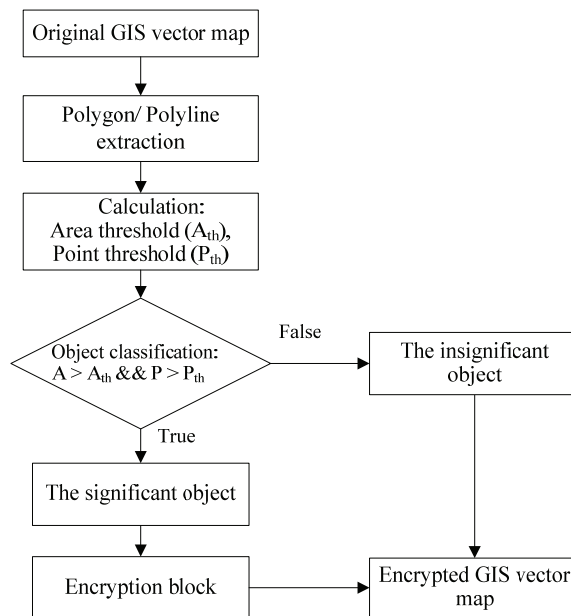 Original GIS vector map
Polygon/ Polyline
extraction
Calculation:
Area threshold (Ath),
Point threshold (Pth)
Object classification:
A > Ath && P > Pth
False
The insignificant
object
True
The significant object
Encryption block
Encrypted GIS vector
map